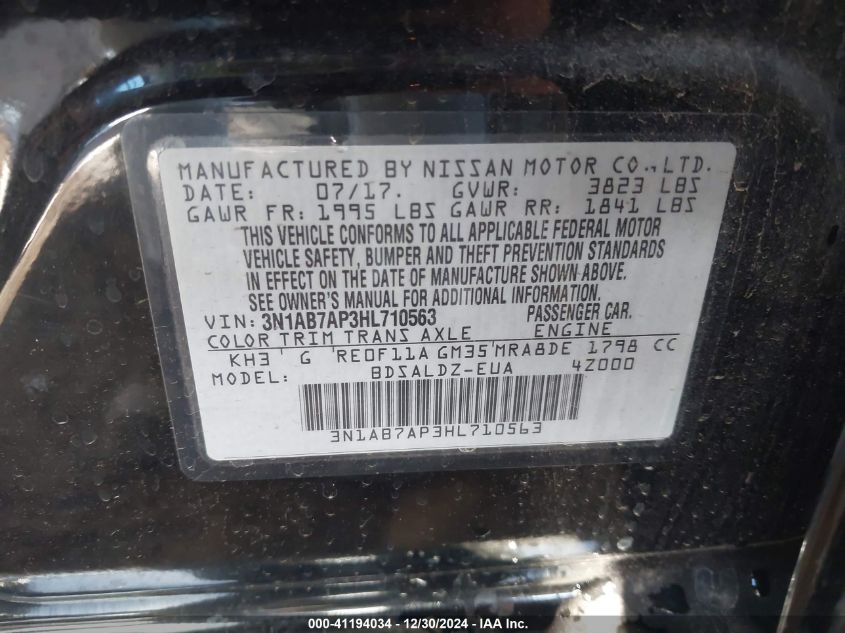 MANUFACTURED BY NISSAN MOTOR CO., LTD.
DATE: 07/17. GVWR: 3823 LBS
GAWR FR: 1995 LBS GAWR RR: 1841 LBS
THIS VEHICLE CONFORMS TO ALL APPLICABLE FEDERAL MOTOR
VEHICLE SAFETY, BUMPER AND THEFT PREVENTION STANDARDS
IN EFFECT ON THE DATE OF MANUFACTURE SHOWN ABOVE.
SEE OWNER'S MANUAL FOR ADDITIONAL INFORMATION.
VIN: 3N1AB7AP3HL710563 PASSENGER CAR.
COLOR TRIM TRANS AXLE ENGINE
KH3 ' G 'RE0F11A GM35'MRA8DE 1798 CC
MODEL: BDSALDZ-EUA 4Z000
3N1AB7AP3HL710563
000-41194034 - 12/30/2024 - IAA Inc.